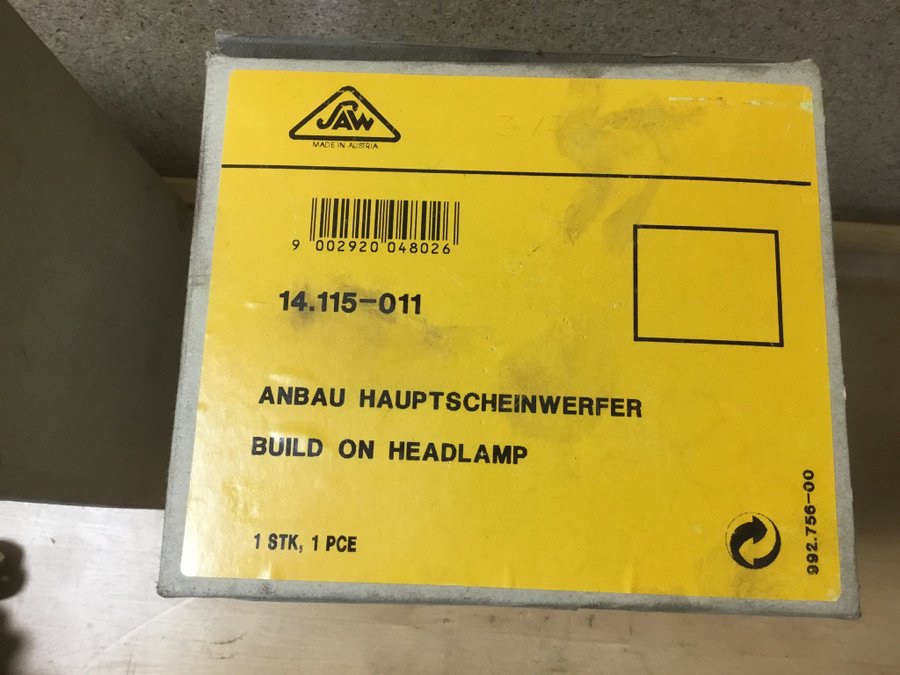 SAW
MADE IN AUSTRIA
9 002920 048026
14.115-011
ANBAU HAUPTSCHEINWERFER
BUILD ON HEADLAMP
1 STK, 1 PCE
992.756-00